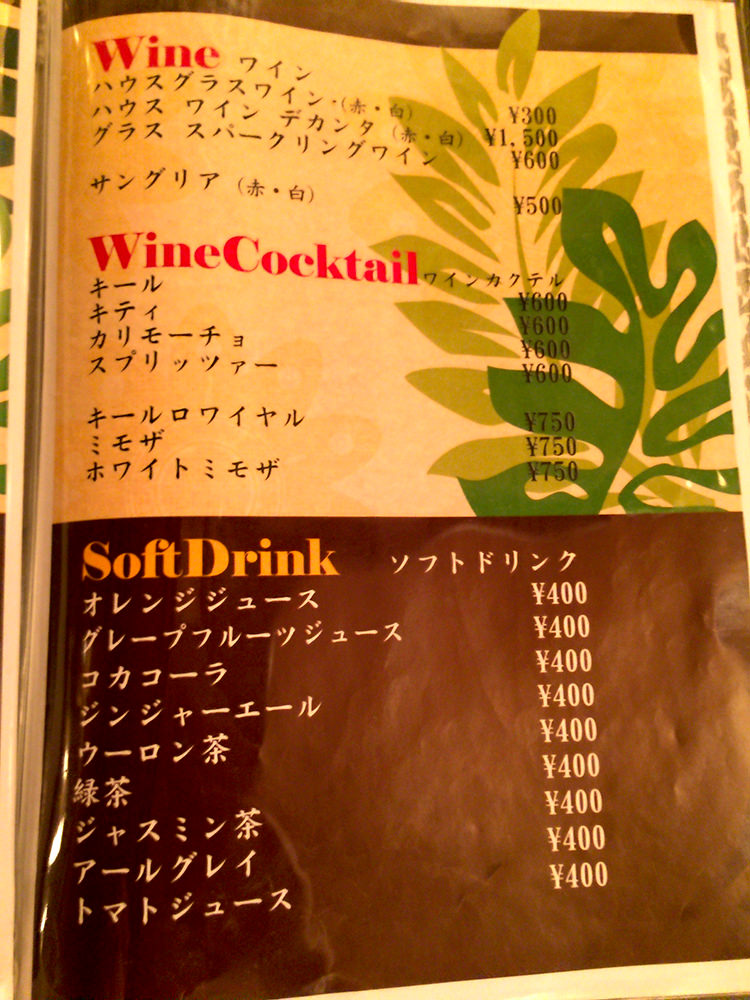 Wine ワイン
ハウスグラスワイン・(赤・白) ¥300
ハウス ワイン デカンタ (赤・白) ¥1,500
グラス スパークリングワイン ¥600
サングリア (赤・白) ¥500
WineCocktail ワインカクテル
キール ¥600
キティ ¥600
カリモーチョ ¥600
スプリッツァー ¥600
キールロワイヤル ¥750
ミモザ ¥750
ホワイトミモザ ¥750
SoftDrink ソフトドリンク
オレンジジュース ¥400
グレープフルーツジュース ¥400
コカコーラ ¥400
ジンジャーエール ¥400
ウーロン茶 ¥400
緑茶 ¥400
ジャスミン茶 ¥400
アールグレイ ¥400
トマトジュース ¥400